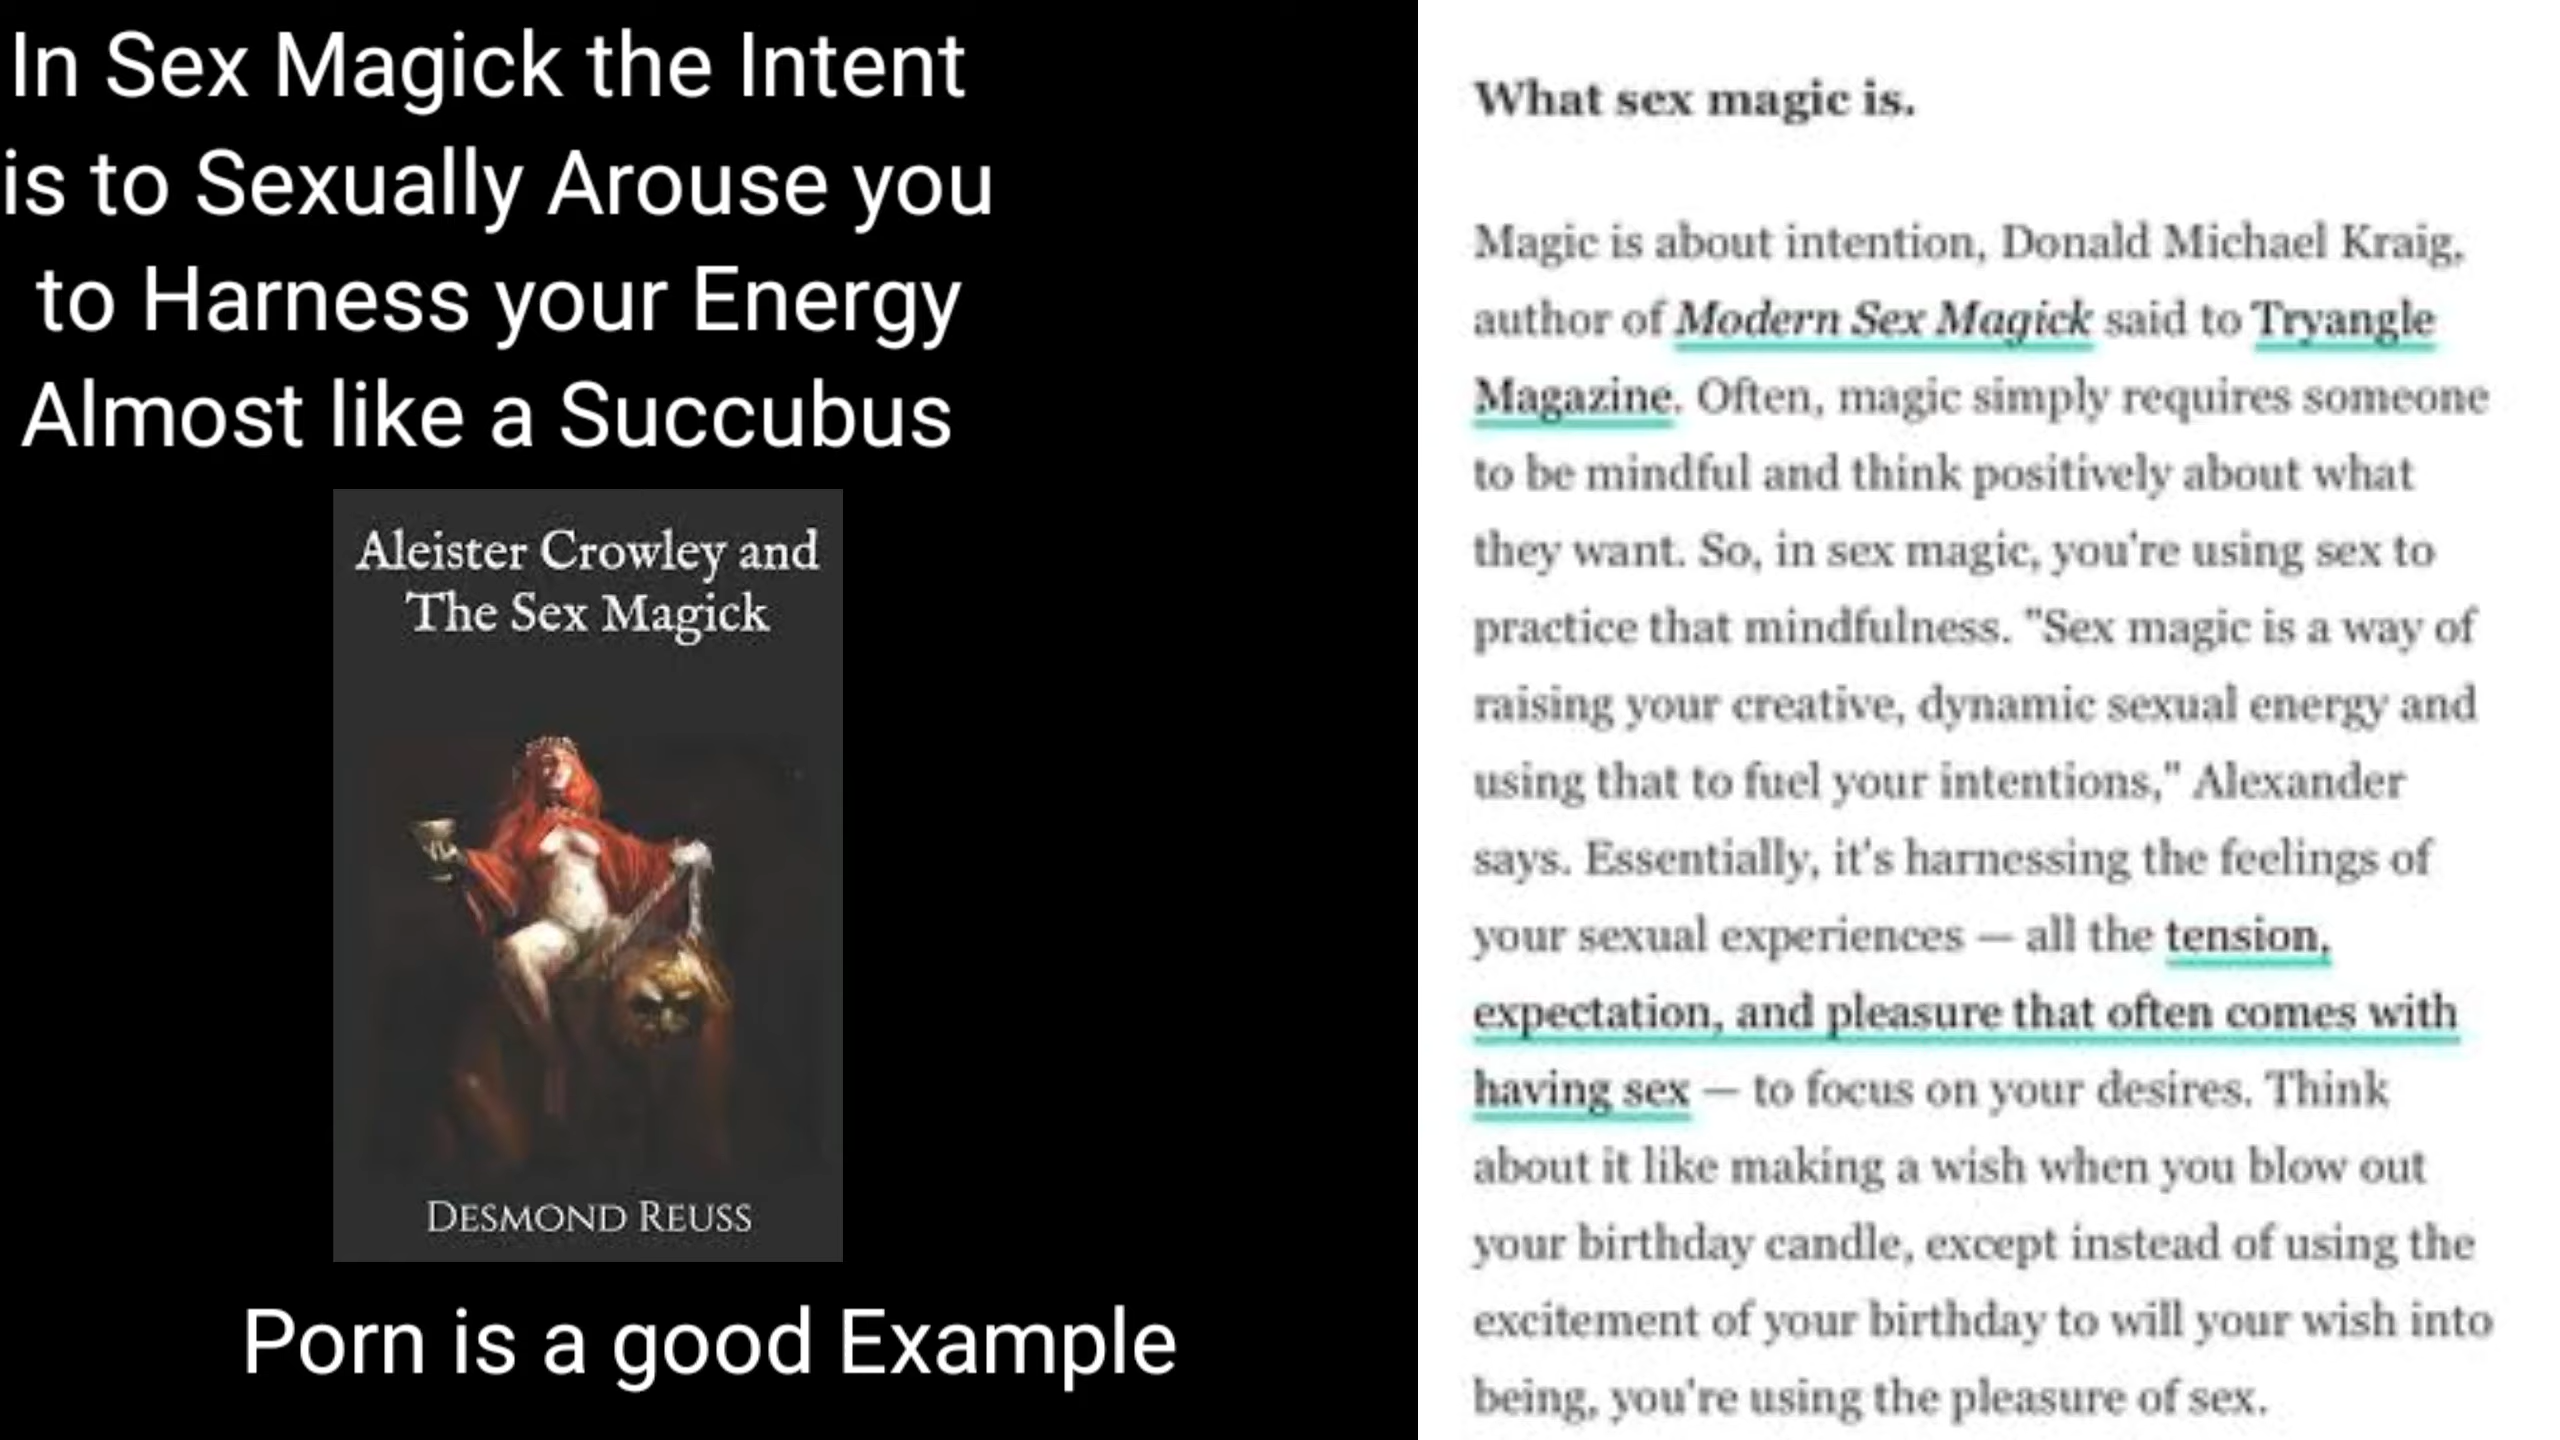 In Sex Magick the Intent
is to Sexually Arouse you
to Harness your Energy
Almost like a Succubus
Aleister Crowley and
The Sex Magick
DESMOND REUSS
Porn is a good Example
What sex magic is.
Magic is about intention, Donald Michael Kraig,
author of Modern Sex Magick said to Tryangle
Magazine. Often, magic simply requires someone
to be mindful and think positively about what
they want. So, in sex magic, you're using sex to
practice that mindfulness. "Sex magic is a way of
raising your creative, dynamic sexual energy and
using that to fuel your intentions," Alexander
says. Essentially, it's harnessing the feelings of
your sexual experiences — all the tension,
expectation, and pleasure that often comes with
having sex — to focus on your desires. Think
about it like making a wish when you blow out
your birthday candle, except instead of using the
excitement of your birthday to will your wish into
being, you're using the pleasure of sex.